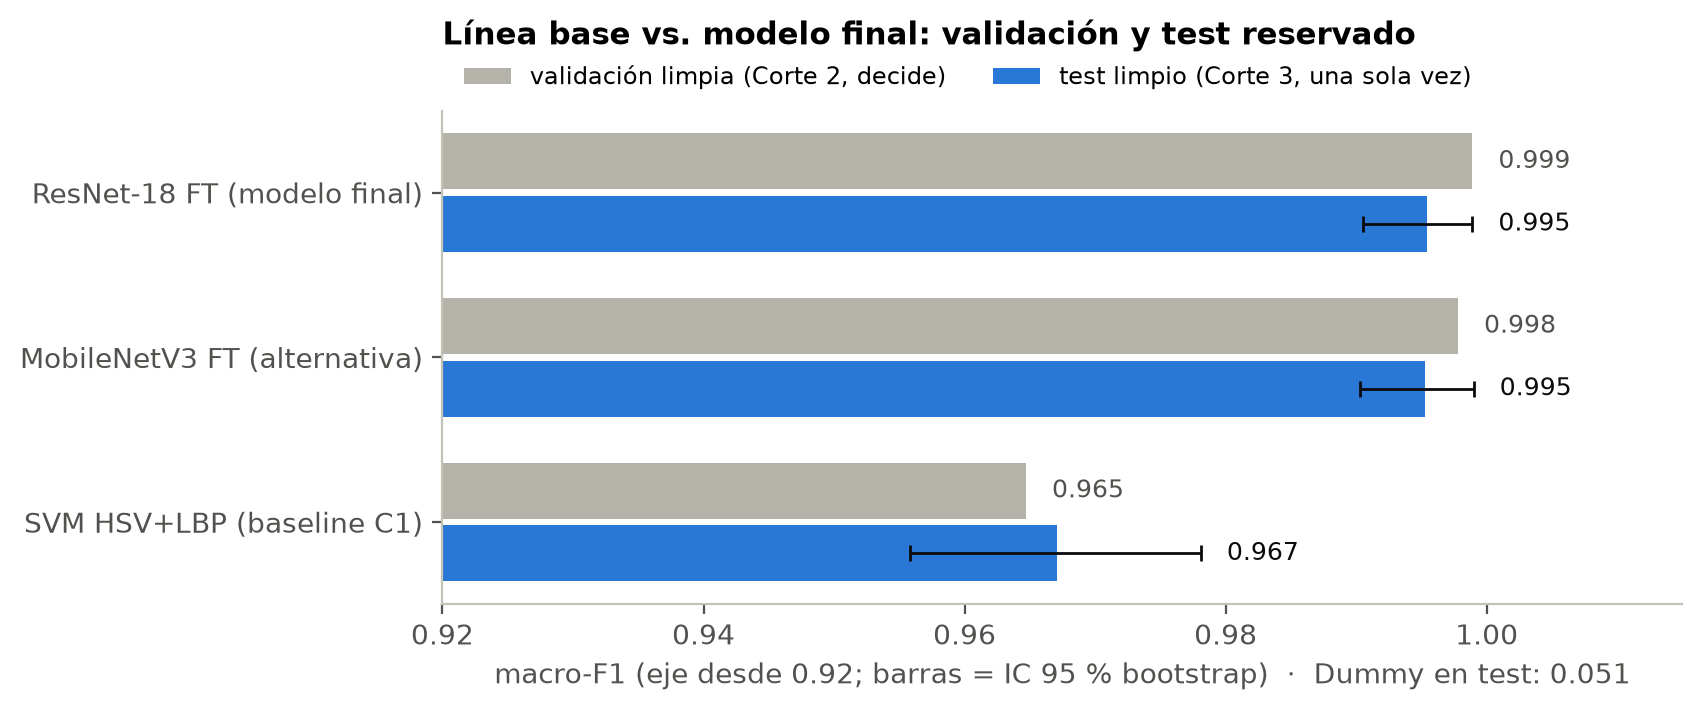 Línea base vs. modelo final: validación y test reservado
validación limpia (Corte 2, decide)
test limpio (Corte 3, una sola vez)
ResNet-18 FT (modelo final)
0.999
0.995
MobileNetV3 FT (alternativa)
0.998
0.995
SVM HSV+LBP (baseline C1)
0.965
0.967
0.92 0.94 0.96 0.98 1.00
macro-F1 (eje desde 0.92; barras = IC 95 % bootstrap) · Dummy en test: 0.051